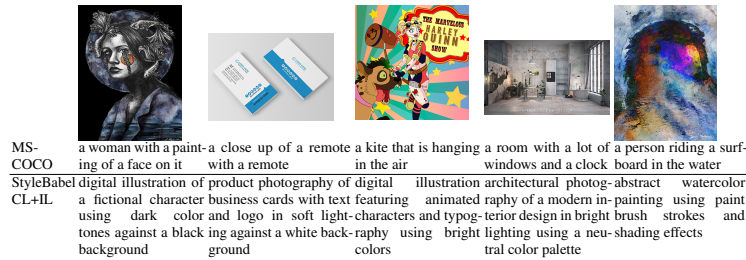 THE MARVELOUS
HARLEY
QUINN
SHOW
MS-COCO
a woman with a paint-
ing of a face on it
a close up of a remote
with a remote
a kite that is hanging
in the air
a room with a lot of
windows and a clock
a person riding a surf-
board in the water
StyleBabel
CL+IL
digital illustration of
a fictional character
using dark color
tones against a black
background
product photography of
business cards with text
and logo in soft light-
ing against a white back-
ground
digital illustration
featuring animated
characters and typog-
raphy using bright
colors
architectural photog-
raphy of a modern in-
terior design in bright
lighting using a neu-
tral color palette
abstract watercolor
painting using paint
brush strokes and
shading effects